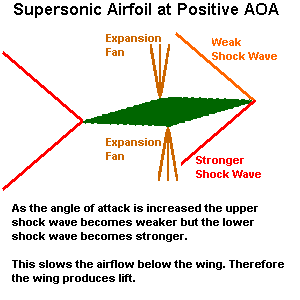 Supersonic Airfoil at Positive AOA
Expansion
Fan
Weak
Shock Wave
Expansion
Fan
Stronger
Shock Wave
As the angle of attack is increased the upper
shock wave becomes weaker but the lower
shock wave becomes stronger.
This slows the airflow below the wing. Therefore
the wing produces lift.